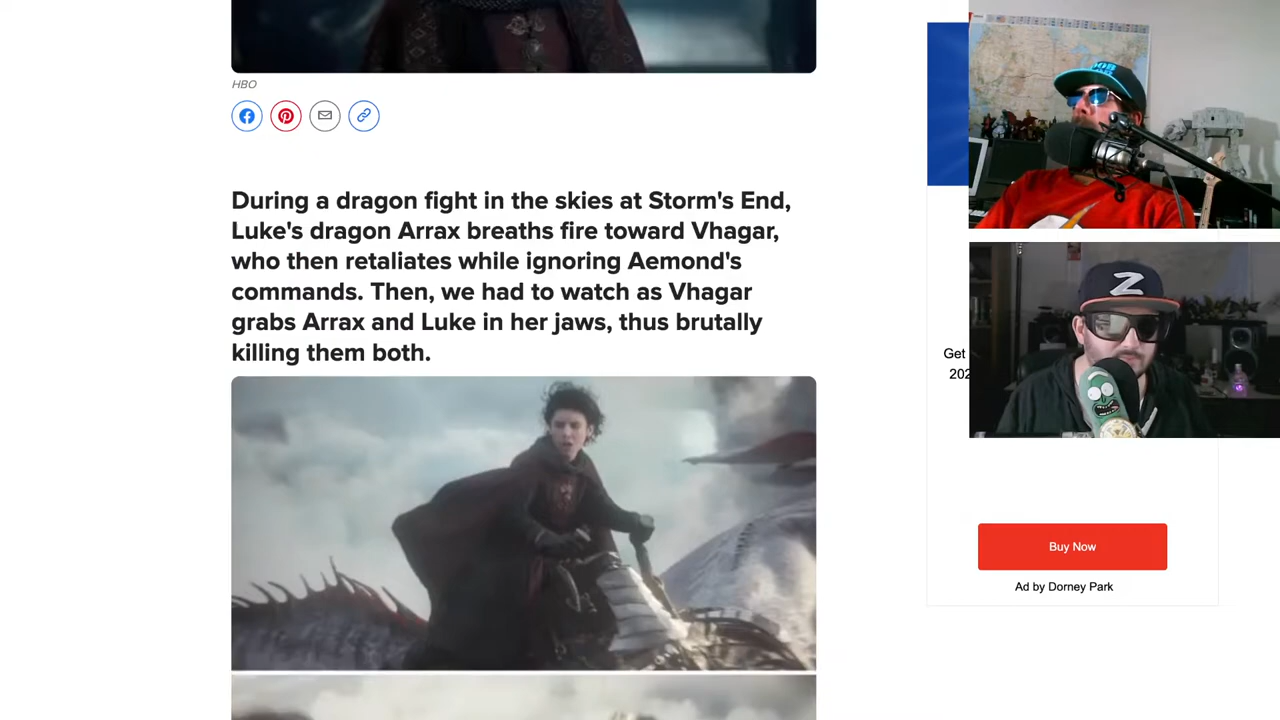 HBO
During a dragon fight in the skies at Storm's End,
Luke's dragon Arrax breaths fire toward Vhagar,
who then retaliates while ignoring Aemond's
commands. Then, we had to watch as Vhagar
grabs Arrax and Luke in her jaws, thus brutally
killing them both.
Get
202
Buy Now
Ad by Dorney Park
Z